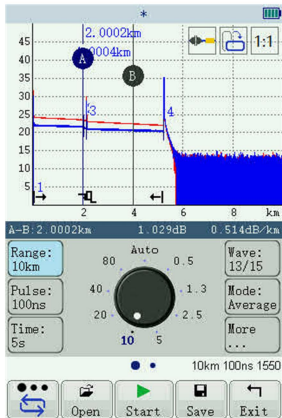 *
2.0002km
.0004km
A
B
1:1
45
40
35
30
25
20
15
10
5
1
3
4
2 4 6 8 km
A-B:2.0002km 1.029dB 0.514dB/km
Range:
10km
Pulse:
100ns
Time:
5s
Auto
80 0.5
40 1.3
20 2.5
10 5
Wave:
13/15
Mode:
Average
More
...
10km 100ns 1550
Open Start Save Exit